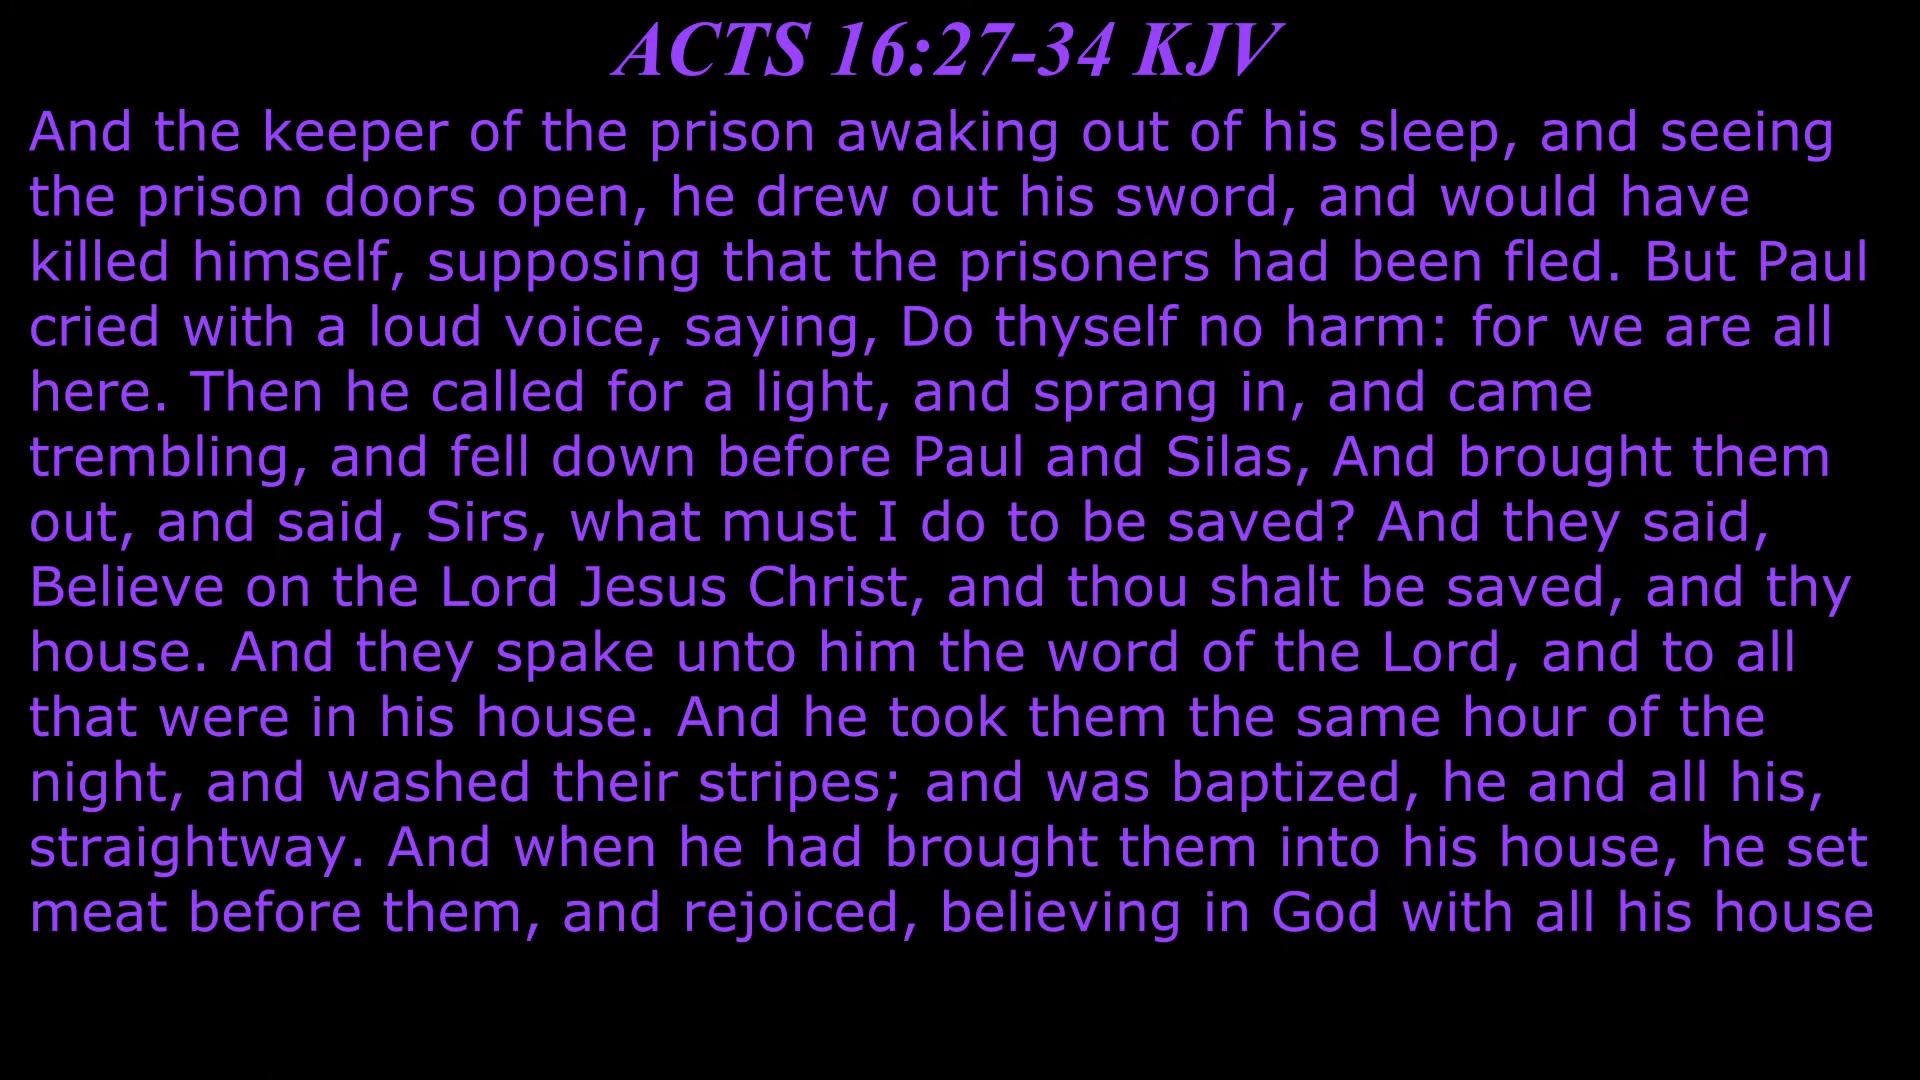 ACTS 16:27-34 KJV
And the keeper of the prison awaking out of his sleep, and seeing
the prison doors open, he drew out his sword, and would have
killed himself, supposing that the prisoners had been fled. But Paul
cried with a loud voice, saying, Do thyself no harm: for we are all
here. Then he called for a light, and sprang in, and came
trembling, and fell down before Paul and Silas, And brought them
out, and said, Sirs, what must I do to be saved? And they said,
Believe on the Lord Jesus Christ, and thou shalt be saved, and thy
house. And they spake unto him the word of the Lord, and to all
that were in his house. And he took them the same hour of the
night, and washed their stripes; and was baptized, he and all his,
straightway. And when he had brought them into his house, he set
meat before them, and rejoiced, believing in God with all his house